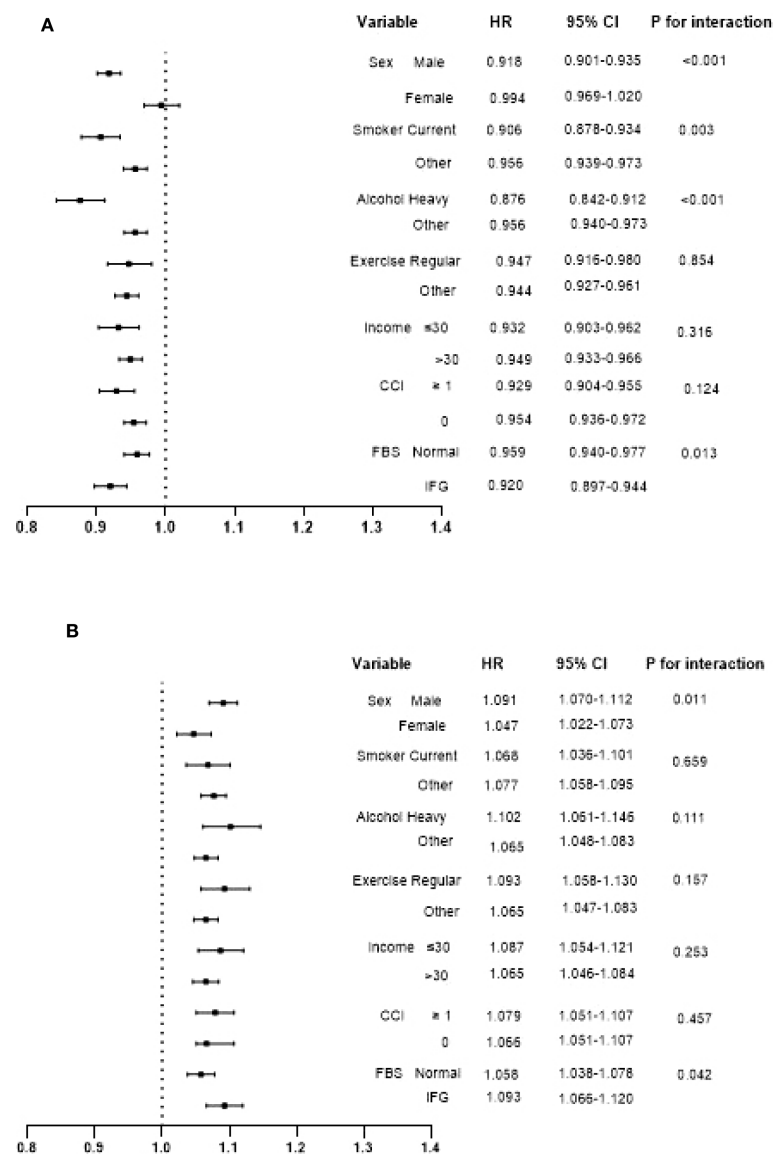 A
Variable HR 95% CI P for interaction
Sex Male 0.918 0.901-0.935 <0.001
Female 0.994 0.969-1.020
Smoker Current 0.906 0.878-0.934 0.003
Other 0.956 0.939-0.973
Alcohol Heavy 0.876 0.842-0.912 <0.001
Other 0.956 0.940-0.973
Exercise Regular 0.947 0.916-0.980 0.854
Other 0.944 0.927-0.961
Income ≤30 0.932 0.903-0.962 0.316
>30 0.949 0.933-0.966
CCI ≥ 1 0.929 0.904-0.955 0.124
0 0.954 0.936-0.972
FBS Normal 0.959 0.940-0.977 0.013
IFG 0.920 0.897-0.944
0.8 0.9 1.0 1.1 1.2 1.3 1.4
B
Variable HR 95% CI P for interaction
Sex Male 1.091 1.070-1.112 0.011
Female 1.047 1.022-1.073
Smoker Current 1.068 1.036-1.101 0.659
Other 1.077 1.058-1.095
Alcohol Heavy 1.102 1.061-1.146 0.111
Other 1.065 1.048-1.083
Exercise Regular 1.093 1.058-1.130 0.157
Other 1.065 1.047-1.083
Income ≤30 1.087 1.054-1.121 0.253
>30 1.065 1.046-1.084
CCI ≥ 1 1.079 1.051-1.107 0.457
0 1.066 1.051-1.107
FBS Normal 1.058 1.038-1.078 0.042
IFG 1.093 1.066-1.120
0.8 0.9 1.0 1.1 1.2 1.3 1.4